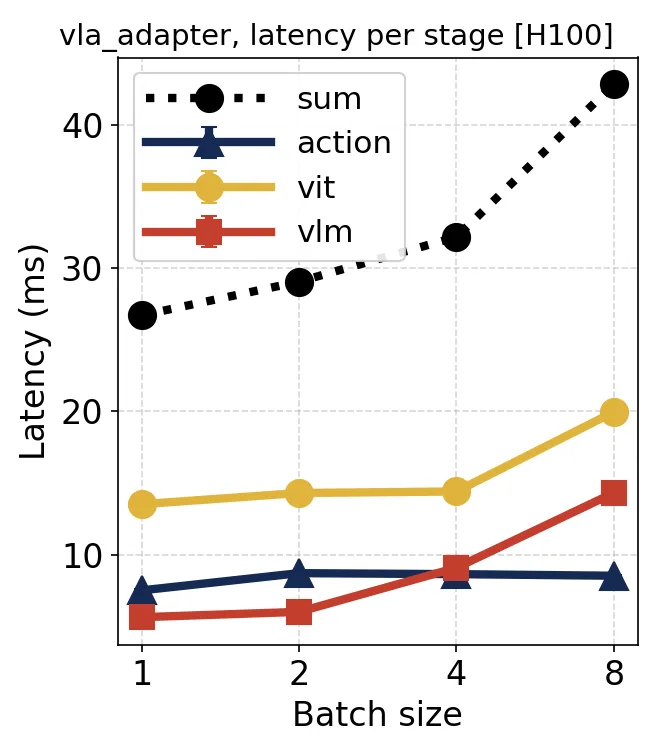 vla_adapter, latency per stage [H100]
sum
action
vit
vlm
Latency (ms)
40
30
20
10
1 2 4 8
Batch size